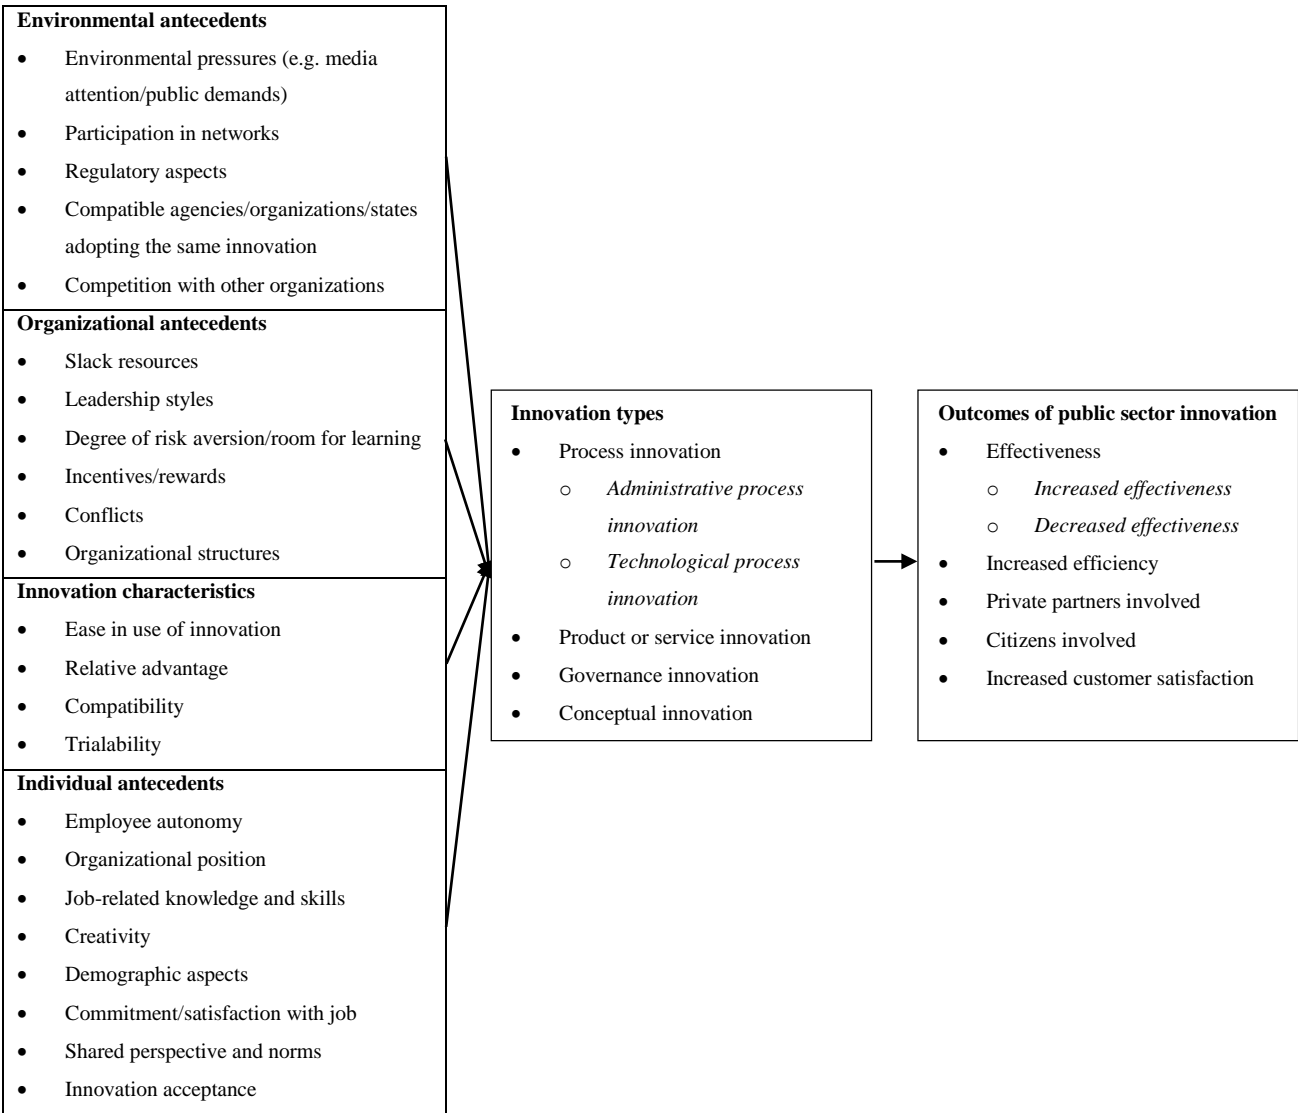 Environmental antecedents
• Environmental pressures (e.g. media
attention/public demands)
• Participation in networks
• Regulatory aspects
• Compatible agencies/organizations/states
adopting the same innovation
• Competition with other organizations
Organizational antecedents
• Slack resources
• Leadership styles
• Degree of risk aversion/room for learning
• Incentives/rewards
• Conflicts
• Organizational structures
Innovation characteristics
• Ease in use of innovation
• Relative advantage
• Compatibility
• Trialability
Individual antecedents
• Employee autonomy
• Organizational position
• Job-related knowledge and skills
• Creativity
• Demographic aspects
• Commitment/satisfaction with job
• Shared perspective and norms
• Innovation acceptance
Innovation types
• Process innovation
o Administrative process
innovation
o Technological process
innovation
• Product or service innovation
• Governance innovation
• Conceptual innovation
Outcomes of public sector innovation
• Effectiveness
o Increased effectiveness
o Decreased effectiveness
• Increased efficiency
• Private partners involved
• Citizens involved
• Increased customer satisfaction